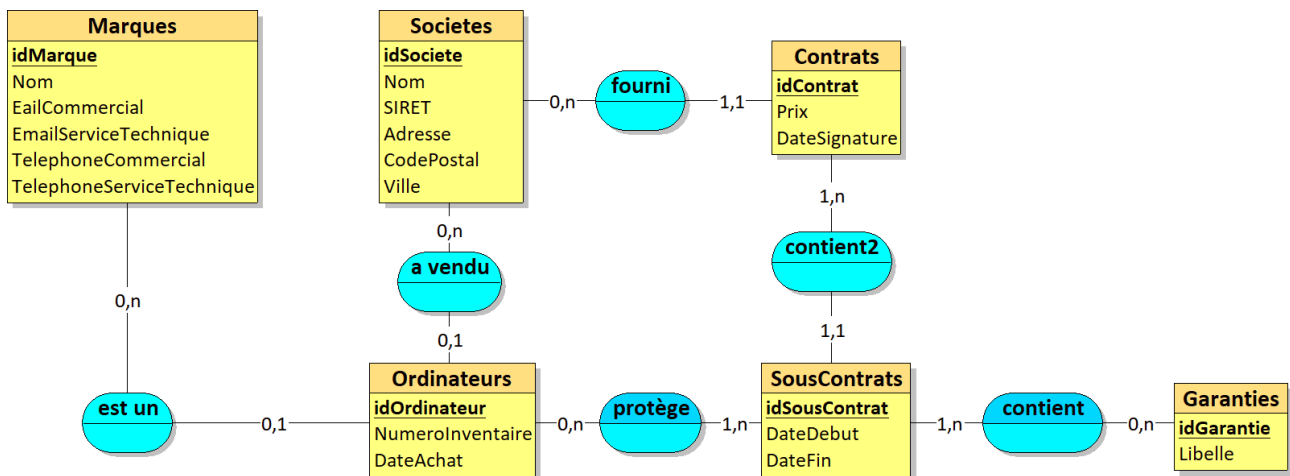 Marques
idMarque
Nom
EailCommercial
EmailServiceTechnique
TelephoneCommercial
TelephoneServiceTechnique
Societes
idSociete
Nom
SIRET
Adresse
CodePostal
Ville
0,n
fourni
1,1
Contrats
idContrat
Prix
DateSignature
0,n
a vendu
0,1
1,n
contient2
1,1
0,n
est un
0,1
Ordinateurs
idOrdinateur
NumeroInventaire
DateAchat
0,n
protège
1,n
SousContrats
idSousContrat
DateDebut
DateFin
1,n
contient
0,n
Garanties
idGarantie
Libelle